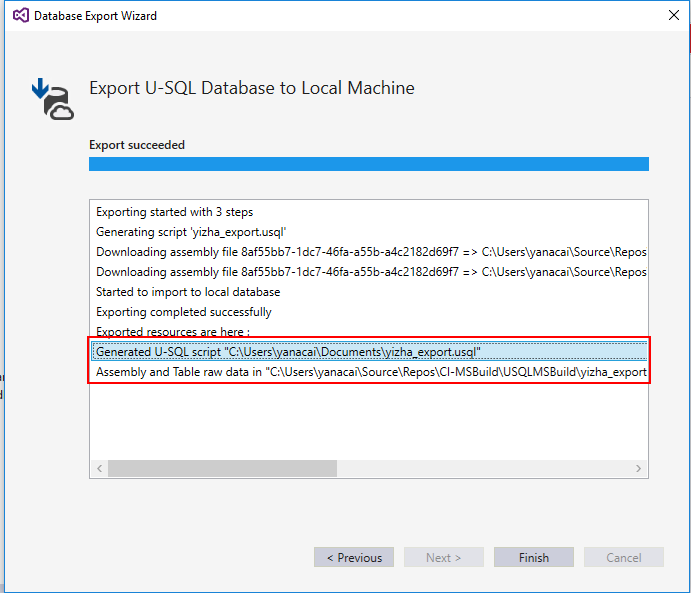 Database Export Wizard
Export U-SQL Database to Local Machine
Export succeeded
Exporting started with 3 steps
Generating script 'yizha_export.usql'
Downloading assembly file 8af55bb7-1dc7-46fa-a55b-a4c2182d69f7 => C:\Users\yanacai\Source\Repos
Downloading assembly file 8af55bb7-1dc7-46fa-a55b-a4c2182d69f7 => C:\Users\yanacai\Source\Repos
Started to import to local database
Exporting completed successfully
Exported resources are here :
Generated U-SQL script "C:\Users\yanacai\Documents\yizha_export.usql"
Assembly and Table raw data in "C:\Users\yanacai\Source\Repos\CI-MSBuild\USQLMSBuild\yizha_export
< Previous
Next >
Finish
Cancel